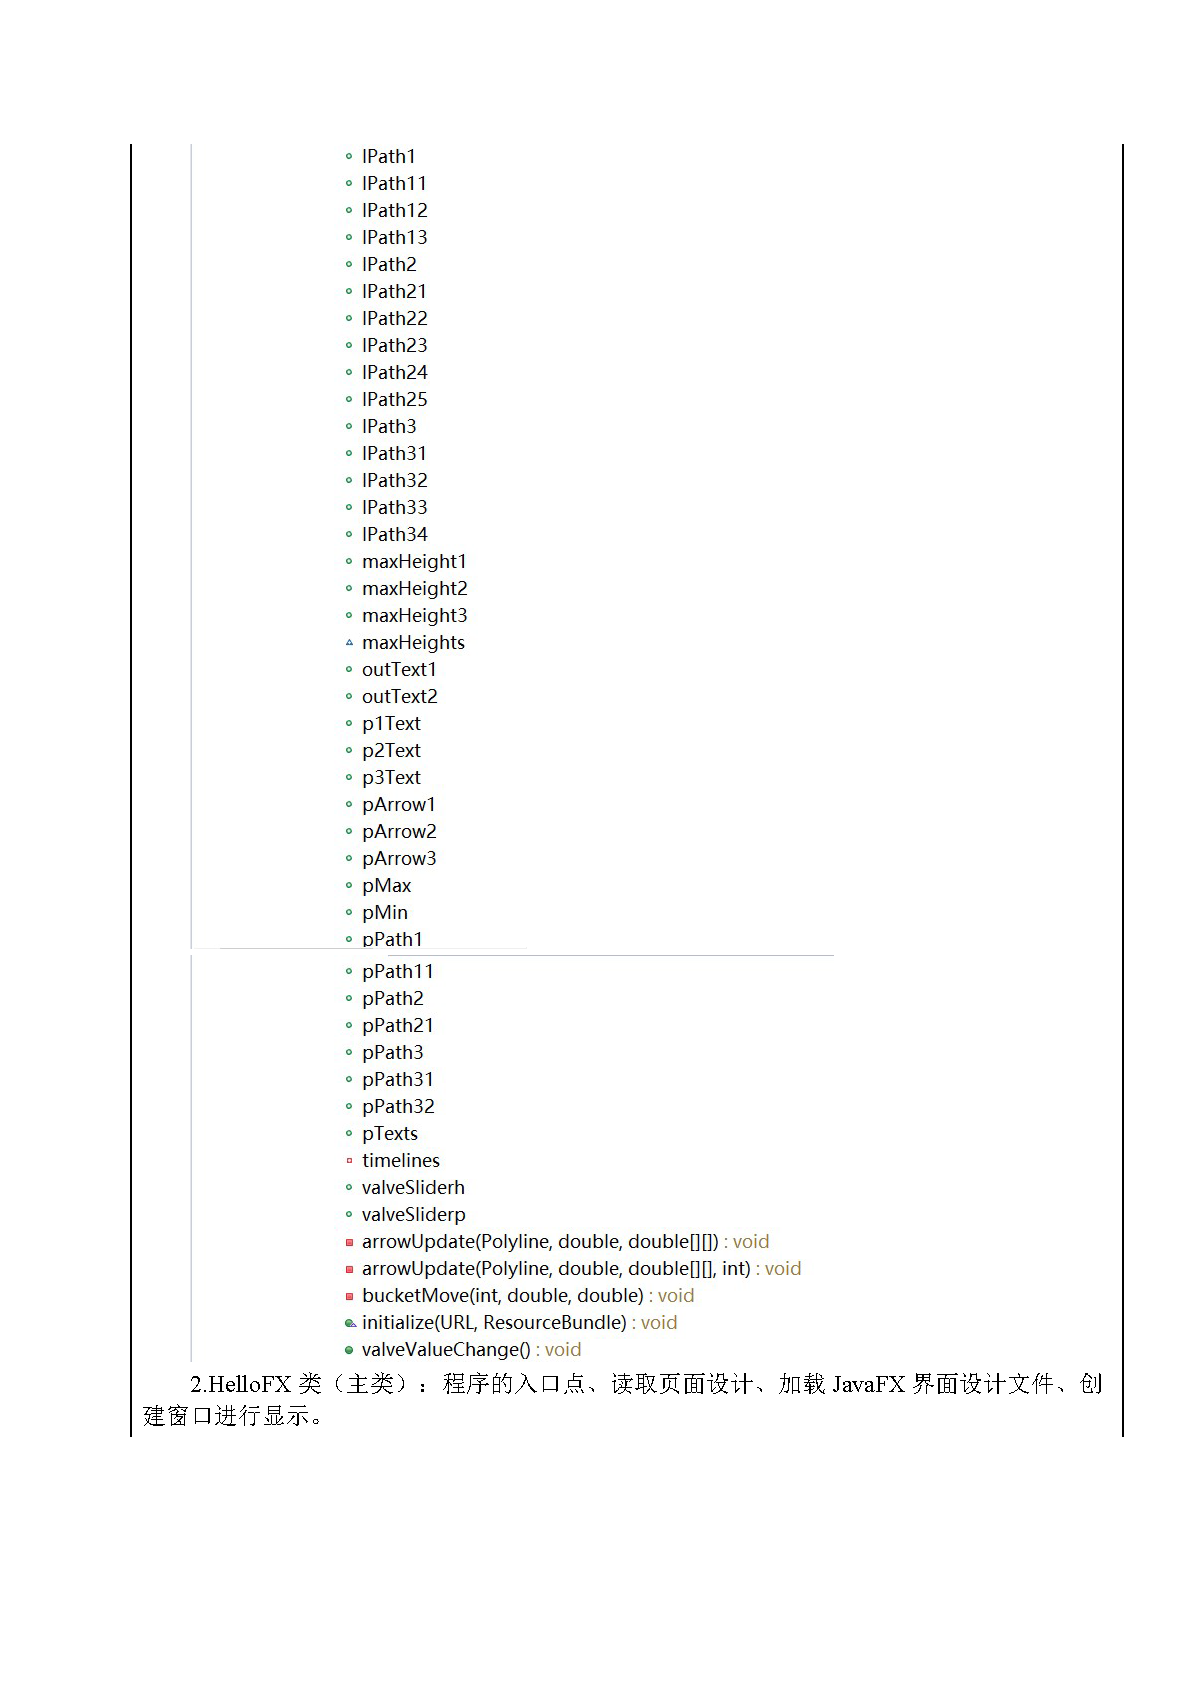 lPath1
lPath11
lPath12
lPath13
lPath2
lPath21
lPath22
lPath23
lPath24
lPath25
lPath3
lPath31
lPath32
lPath33
lPath34
maxHeight1
maxHeight2
maxHeight3
maxHeights
outText1
outText2
p1Text
p2Text
p3Text
pArrow1
pArrow2
pArrow3
pMax
pMin
pPath1
pPath11
pPath2
pPath21
pPath3
pPath31
pPath32
pTexts
timelines
valveSliderh
valveSliderp
arrowUpdate(Polyline, double, double[][]) : void
arrowUpdate(Polyline, double, double[][], int) : void
bucketMove(int, double, double) : void
initialize(URL, ResourceBundle) : void
valveValueChange() : void
2.HelloFX 类（主类）：程序的入口点、读取页面设计、加载 JavaFX 界面设计文件、创
建窗口进行显示。